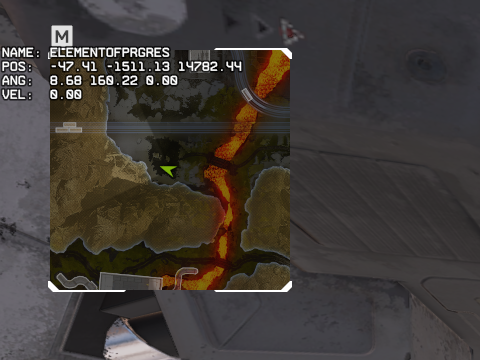 M
NAME: ELEMENTOFPRGRES
POS: -47.41 -1511.13 14782.44
ANG: 8.68 160.22 0.00
VEL: 0.00